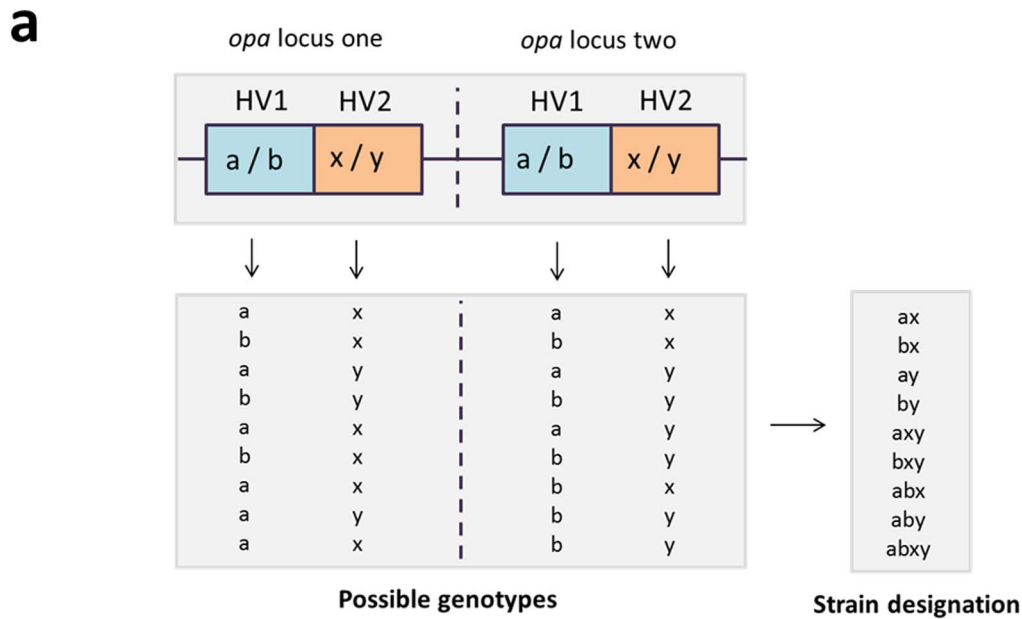 a
opa locus one opa locus two
HV1 HV2 HV1 HV2
a / b x / y a / b x / y
a x a x ax
b x b x bx
a y a y ay
b y b y by
a x a y axy
b x b y bxy
a x b x abx
a y b y aby
a x b y abxy
Possible genotypes Strain designation